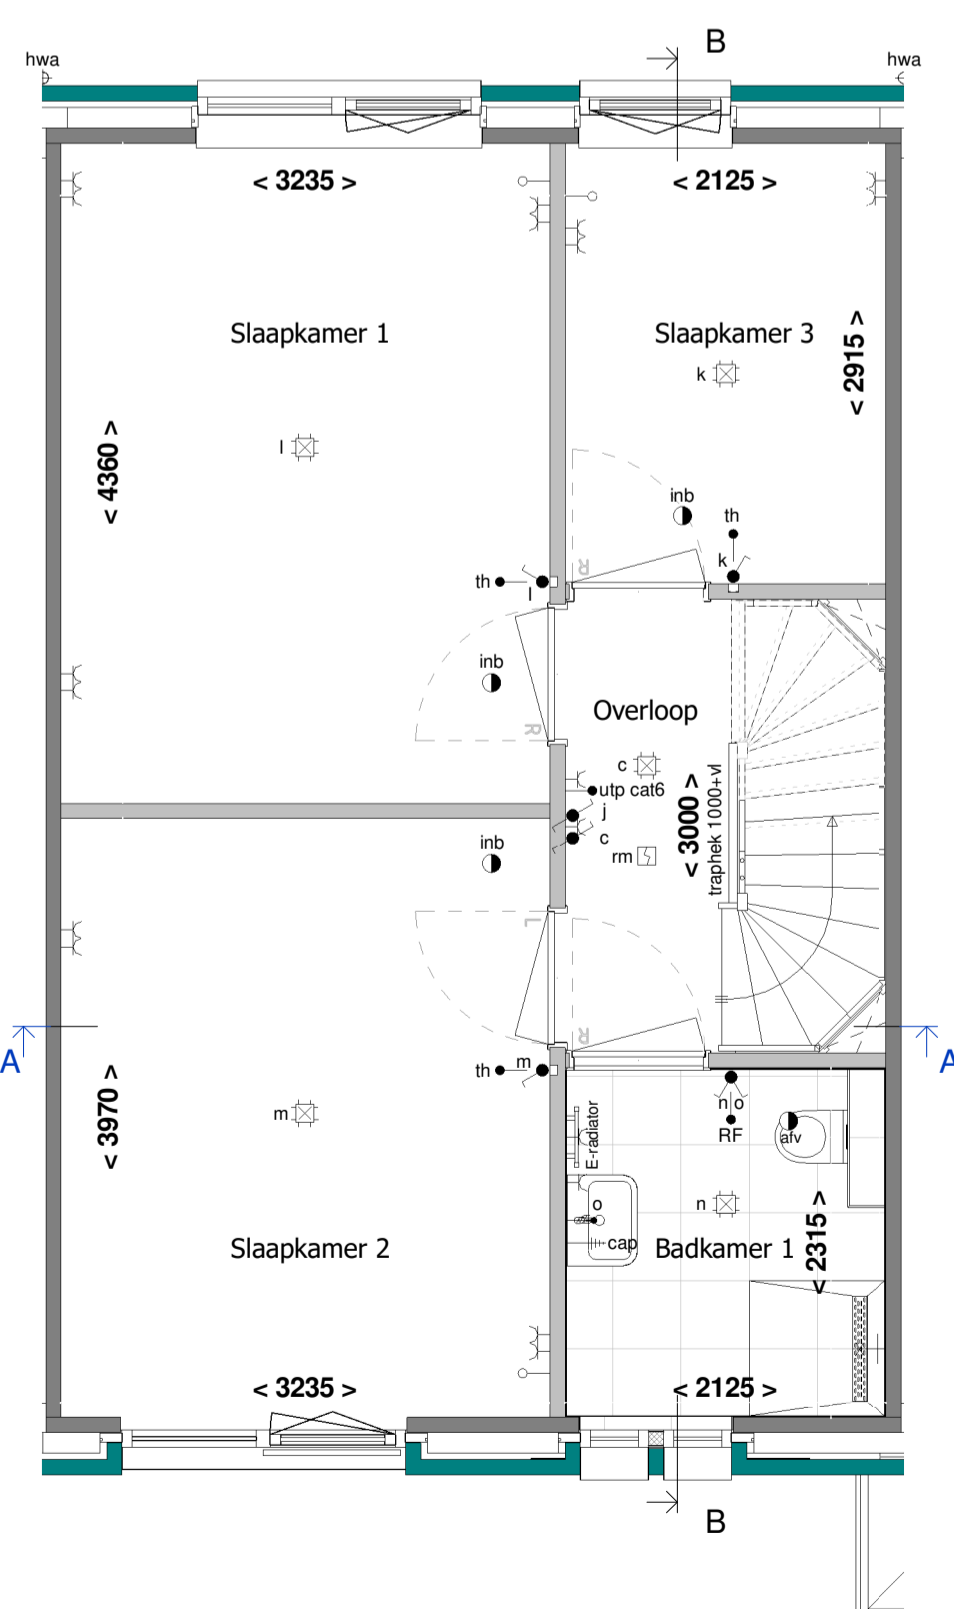 B
hwa
hwa
< 3235 >
< 2125 >
Slaapkamer 1
Slaapkamer 3
< 2915 >
k
< 4360 >
l
inb
th
R
k
th
l
inb
Overloop
R
c
utp cat6
j
c
rm
< 3000 >
traphek 1000+vl
inb
L
R
A
A
th
m
n o
RF
afv
E-radiator
< 3970 >
m
o
n
cap
Slaapkamer 2
Badkamer 1
< 2315 >
< 3235 >
< 2125 >
B